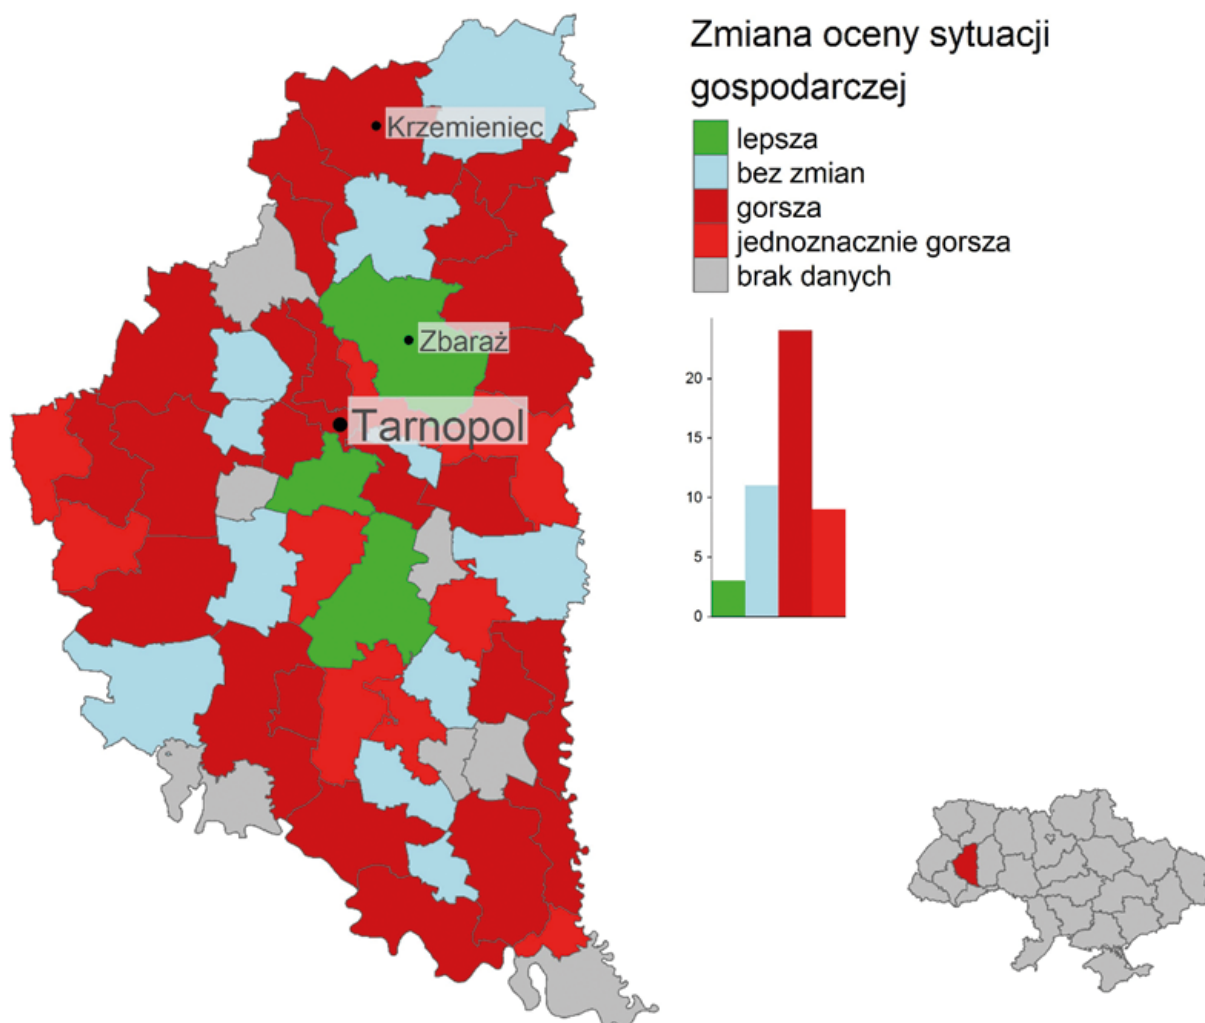 Zmiana oceny sytuacji
gospodarczej
lepsza
bez zmian
gorsza
jednoznacznie gorsza
brak danych
Krzemieniec
Zbaraż
Tarnopol
20
15
10
5
0